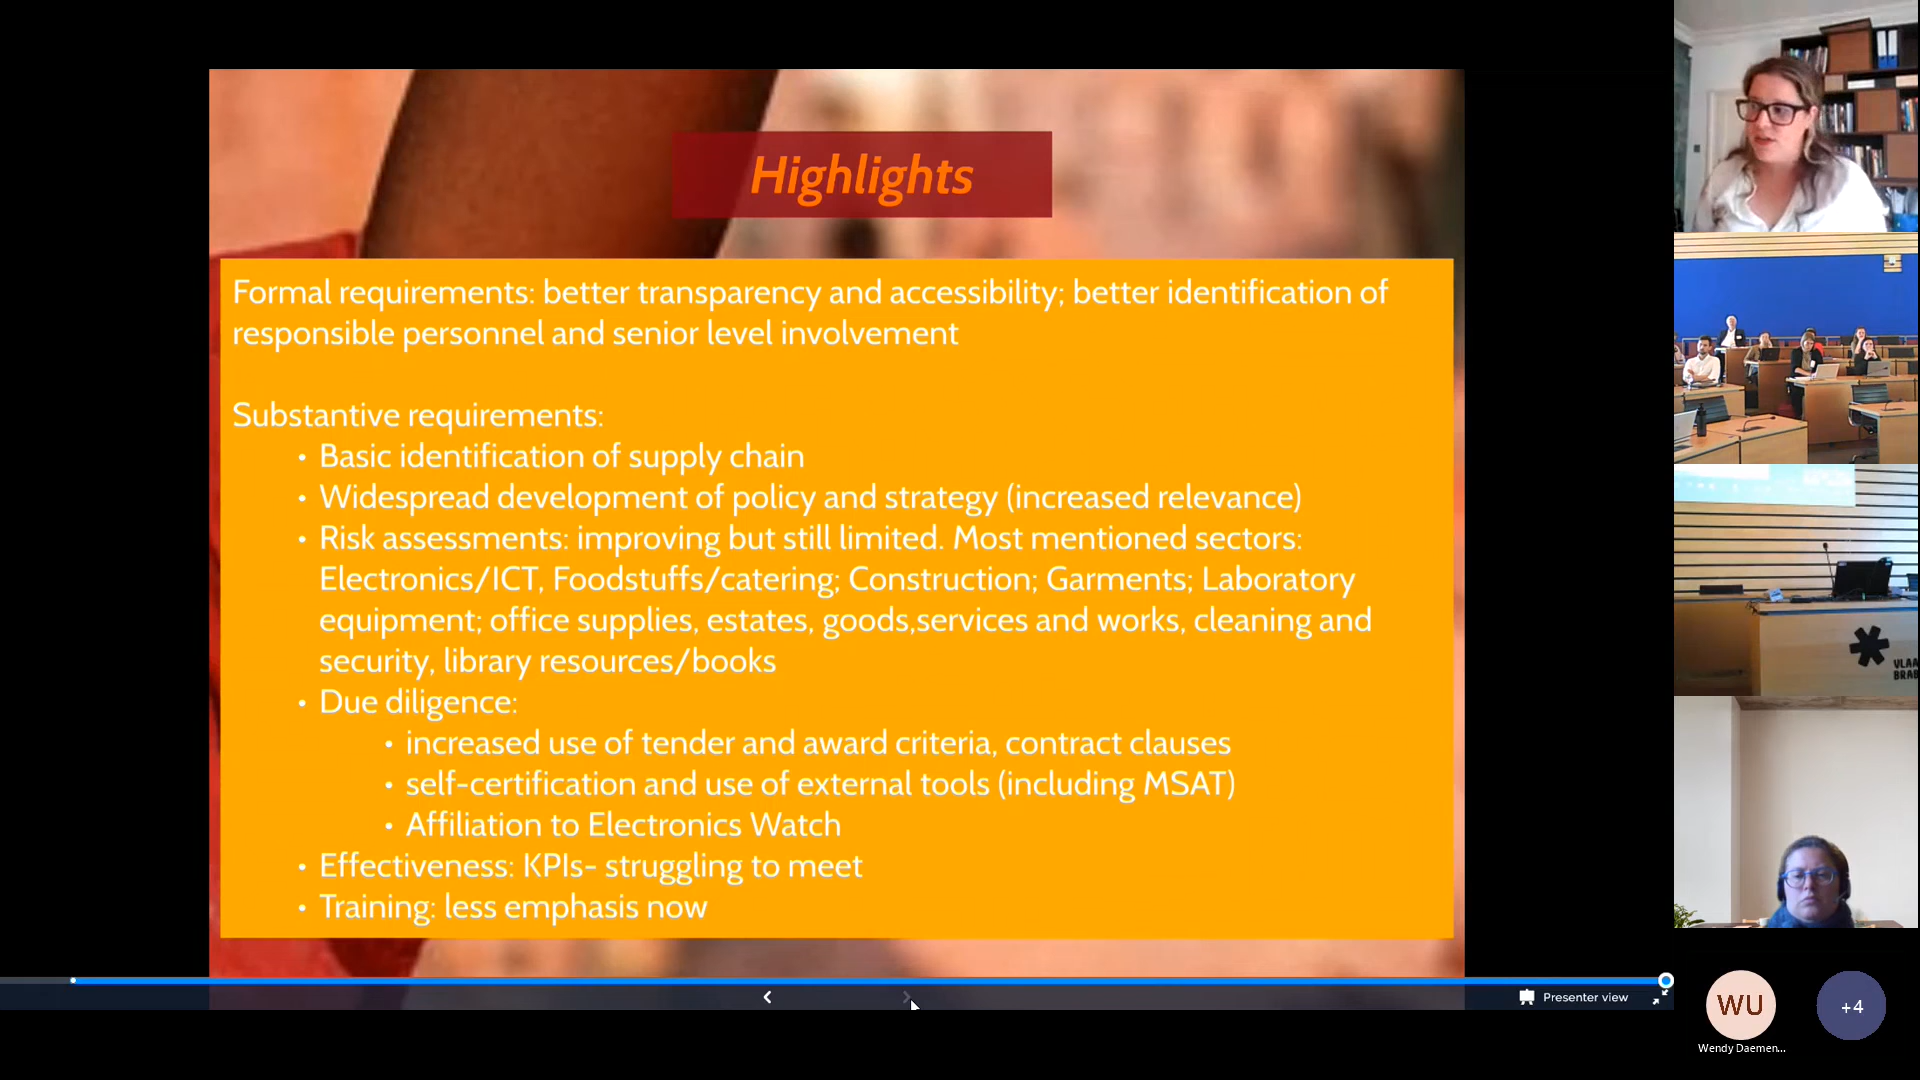 Highlights
Formal requirements: better transparency and accessibility; better identification of
responsible personnel and senior level involvement
Substantive requirements:
• Basic identification of supply chain
• Widespread development of policy and strategy (increased relevance)
• Risk assessments: improving but still limited. Most mentioned sectors:
Electronics/ICT, Foodstuffs/catering; Construction; Garments; Laboratory
equipment; office supplies, estates, goods,services and works, cleaning and
security, library resources/books
• Due diligence:
• increased use of tender and award criteria, contract clauses
• self-certification and use of external tools (including MSAT)
• Affiliation to Electronics Watch
• Effectiveness: KPIs- struggling to meet
• Training: less emphasis now
Presenter view
VLAA
BRAB
WU
+4
Wendy Daemen...